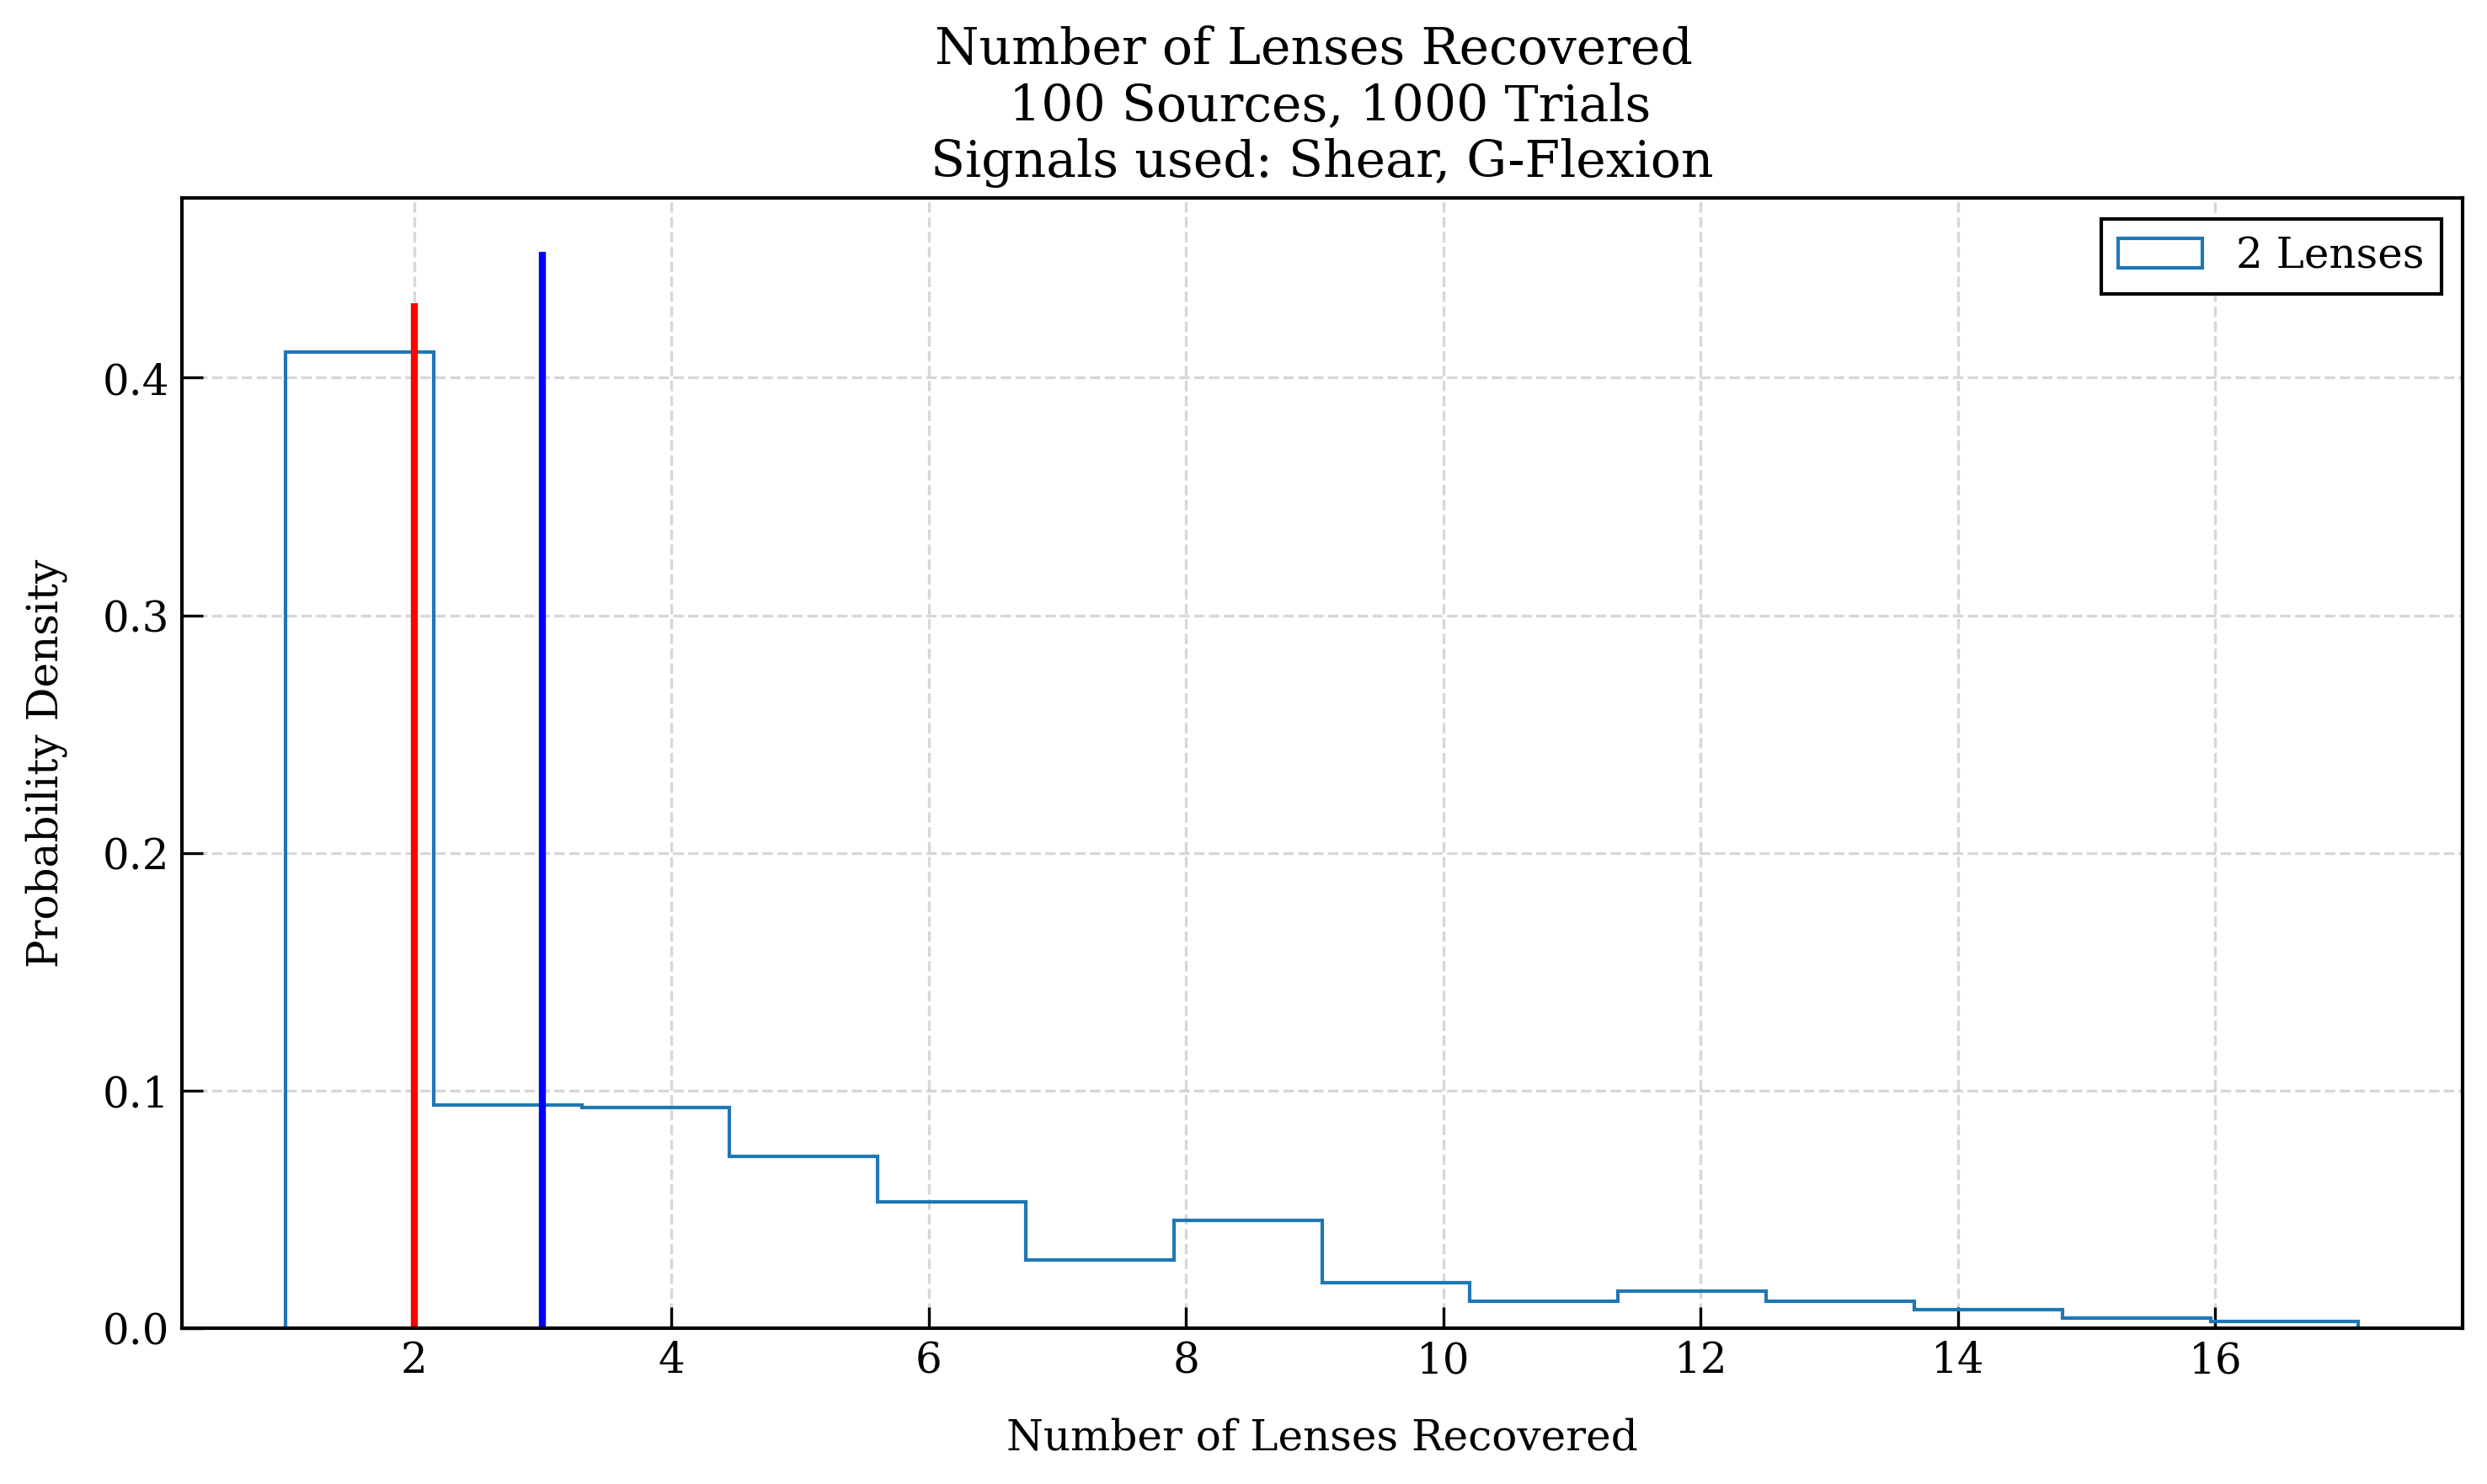 Number of Lenses Recovered
100 Sources, 1000 Trials
Signals used: Shear, G-Flexion
2 Lenses
Probability Density
0.4
0.3
0.2
0.1
0.0
2 4 6 8 10 12 14 16
Number of Lenses Recovered